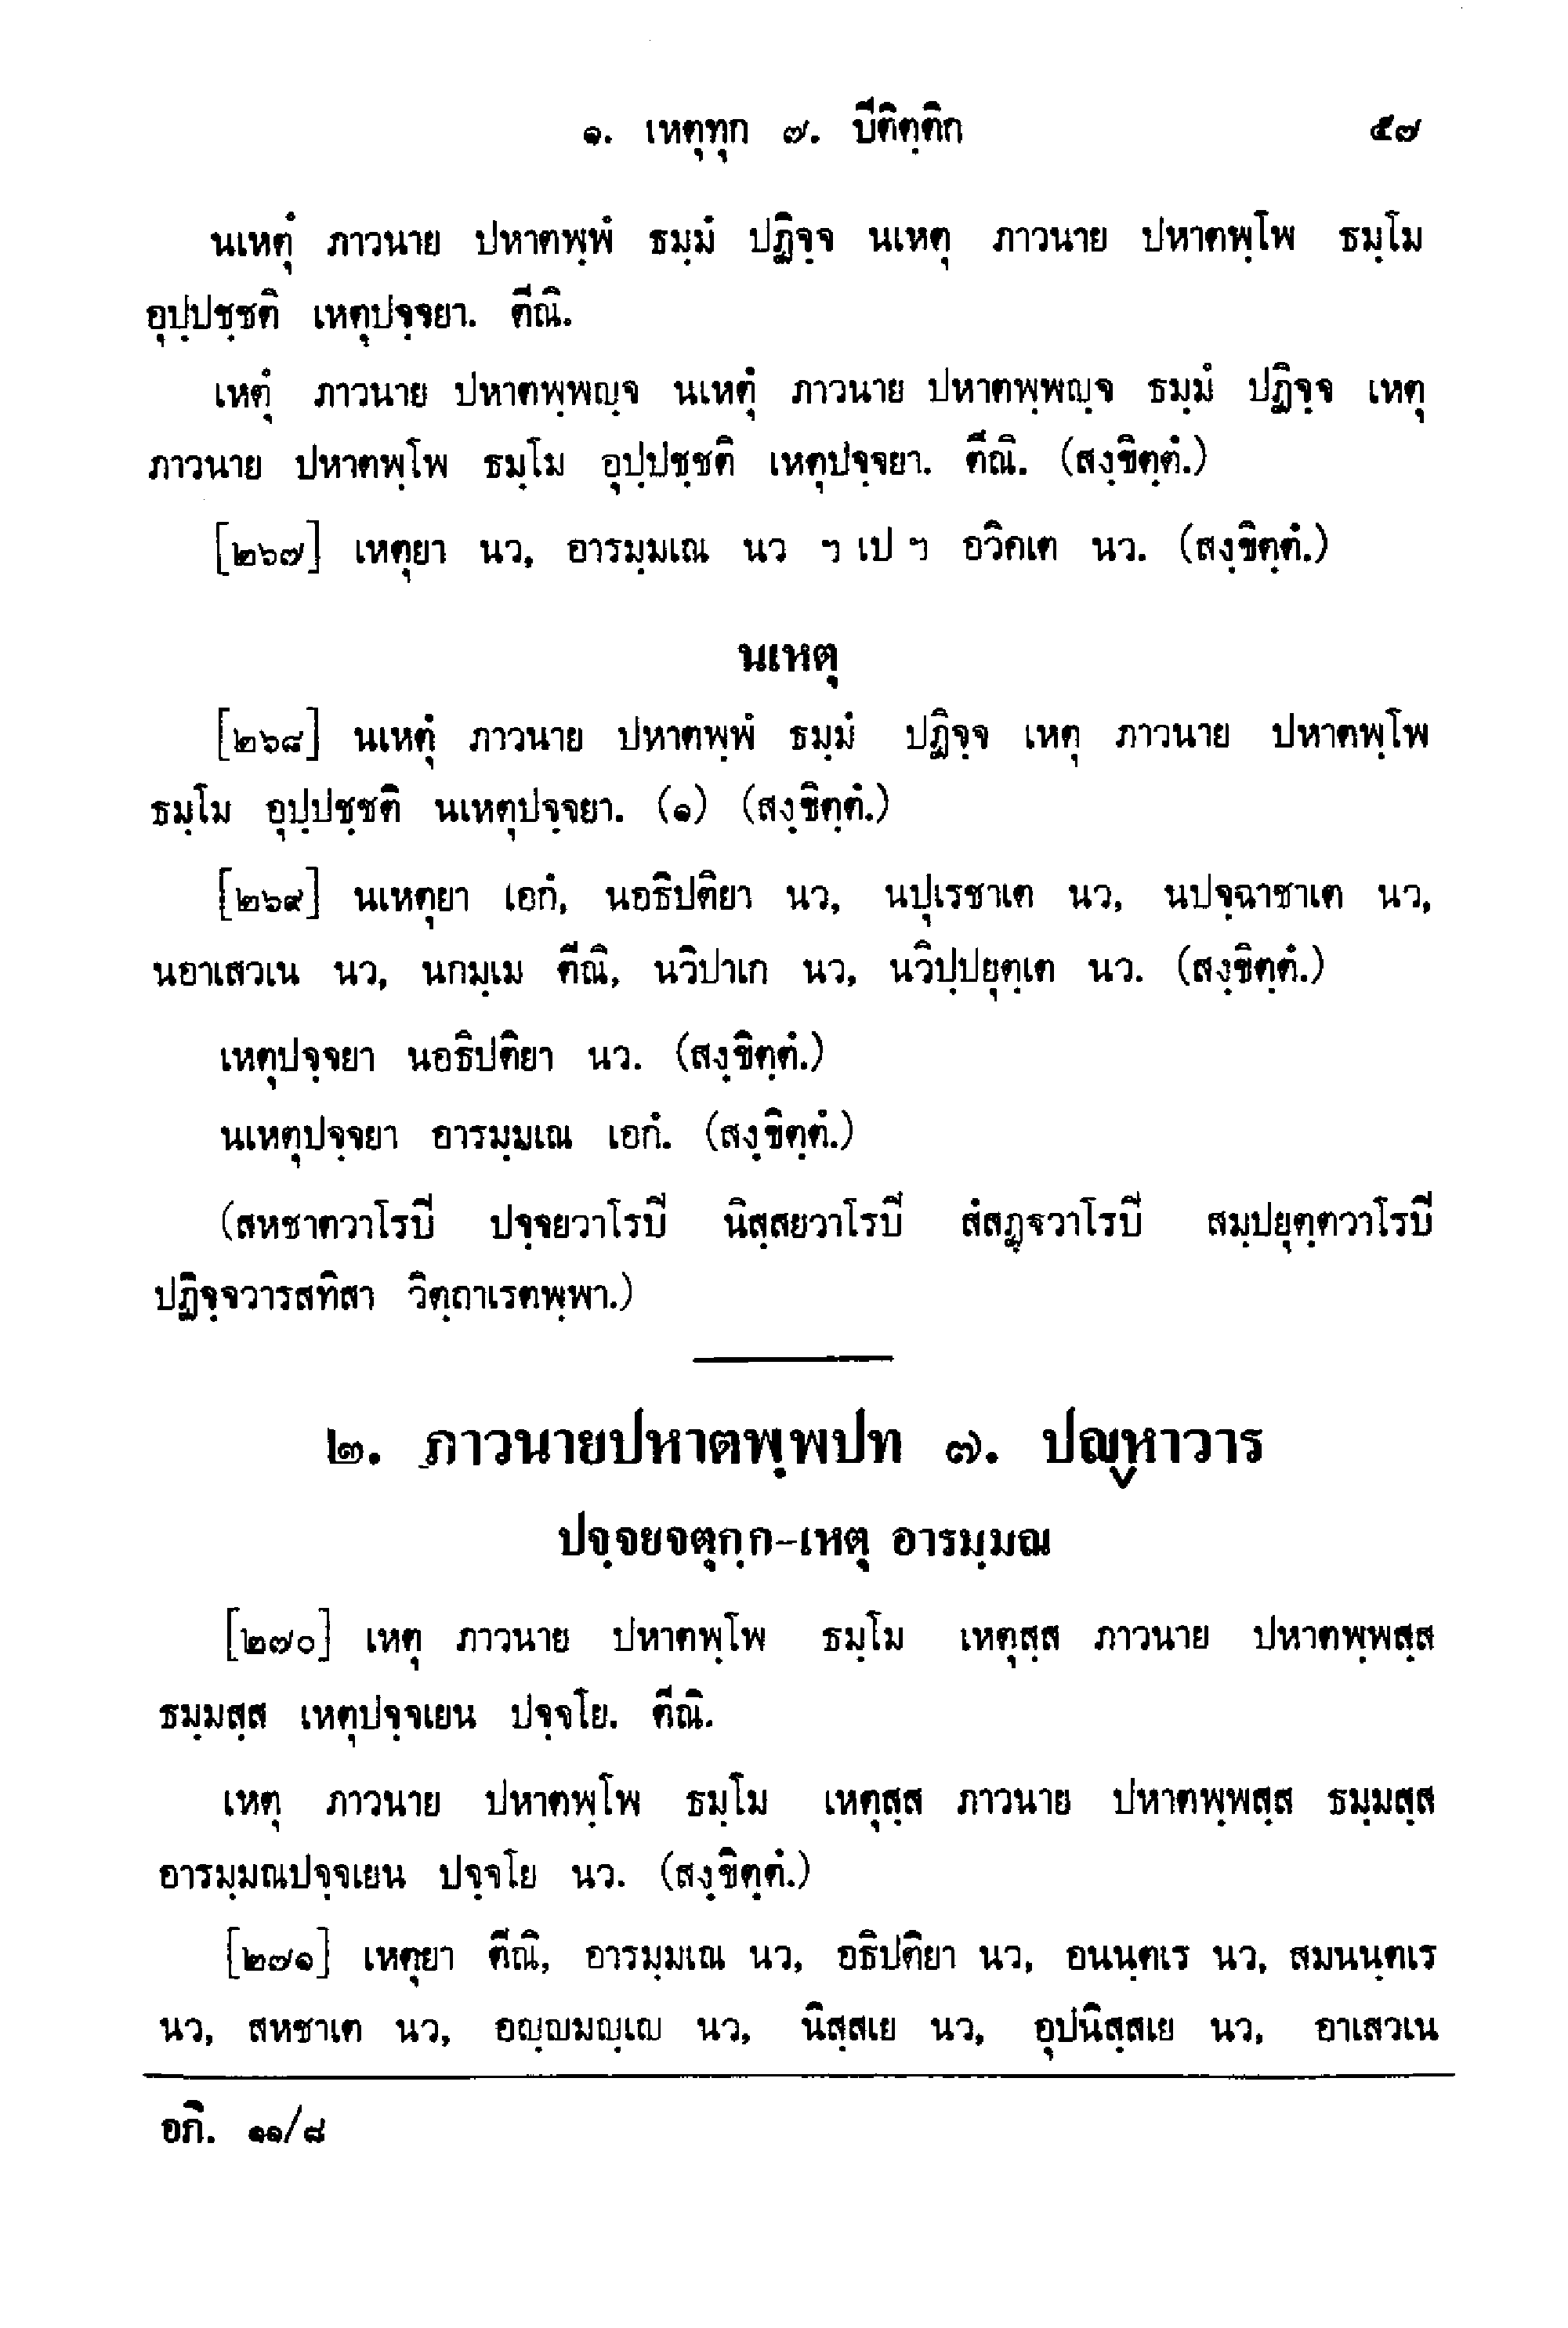 ๑. เหตุทุก ๗. ปีติตฺติก ๕๗
นเหตุํ ภาวนาย ปหาตพฺพํ ธมฺมํ ปฏิจฺจ นเหตุ ภาวนาย ปหาตพฺโพ ธมฺโม
อุปฺปชฺชติ เหตุปจฺจยา. ตีณิ.
เหตุํ ภาวนาย ปหาตพฺพญฺจ นเหตุํ ภาวนาย ปหาตพฺพญฺจ ธมฺมํ ปฏิจฺจ เหตุ
ภาวนาย ปหาตพฺโพ ธมฺโม อุปฺปชฺชติ เหตุปจฺจยา. ตีณิ. (สงฺขิตฺตํ.)
[๒๖๗] เหตุยา นว, อารมฺมเณ นว ฯ เป ฯ อวิคเต นว. (สงฺขิตฺตํ.)
นเหตุ
[๒๖๘] นเหตุํ ภาวนาย ปหาตพฺพํ ธมฺมํ ปฏิจฺจ เหตุ ภาวนาย ปหาตพฺโพ
ธมฺโม อุปฺปชฺชติ นเหตุปจฺจยา. (๑) (สงฺขิตฺตํ.)
[๒๖๙] นเหตุยา เอกํ, นอธิปติยา นว, นปุเรชาเต นว, นปจฺฉาชาเต นว,
นอาเสวเน นว, นกมฺเม ตีณิ, นวิปาเก นว, นวิปฺปยุตฺเต นว. (สงฺขิตฺตํ.)
เหตุปจฺจยา นอธิปติยา นว. (สงฺขิตฺตํ.)
นเหตุปจฺจยา อารมฺมเณ เอกํ. (สงฺขิตฺตํ.)
(สหชาตวาโรปี ปจฺจยวาโรปี นิสฺสยวาโรปี สํสฏฺฐวาโรปี สมฺปยุตฺตวาโรปี
ปฏิจฺจวารสทิสา วิตฺถาเรตพฺพา.)
๒. ภาวนายปหาตพฺพปท ๗. ปญฺหาวาร
ปจฺจยจตุกฺก-เหตุ อารมฺมณ
[๒๗๐] เหตุ ภาวนาย ปหาตพฺโพ ธมฺโม เหตุสฺส ภาวนาย ปหาตพฺพสฺส
ธมฺมสฺส เหตุปจฺจเยน ปจฺจโย. ตีณิ.
เหตุ ภาวนาย ปหาตพฺโพ ธมฺโม เหตุสฺส ภาวนาย ปหาตพฺพสฺส ธมฺมสฺส
อารมฺมณปจฺจเยน ปจฺจโย นว. (สงฺขิตฺตํ.)
[๒๗๑] เหตุยา ตีณิ, อารมฺมเณ นว, อธิปติยา นว, อนนฺตเร นว, สมนนฺตเร
นว, สหชาเต นว, อญฺญมญฺเญ นว, นิสฺสเย นว, อุปนิสฺสเย นว, อาเสวเน
อภิ. ๑๑/๘